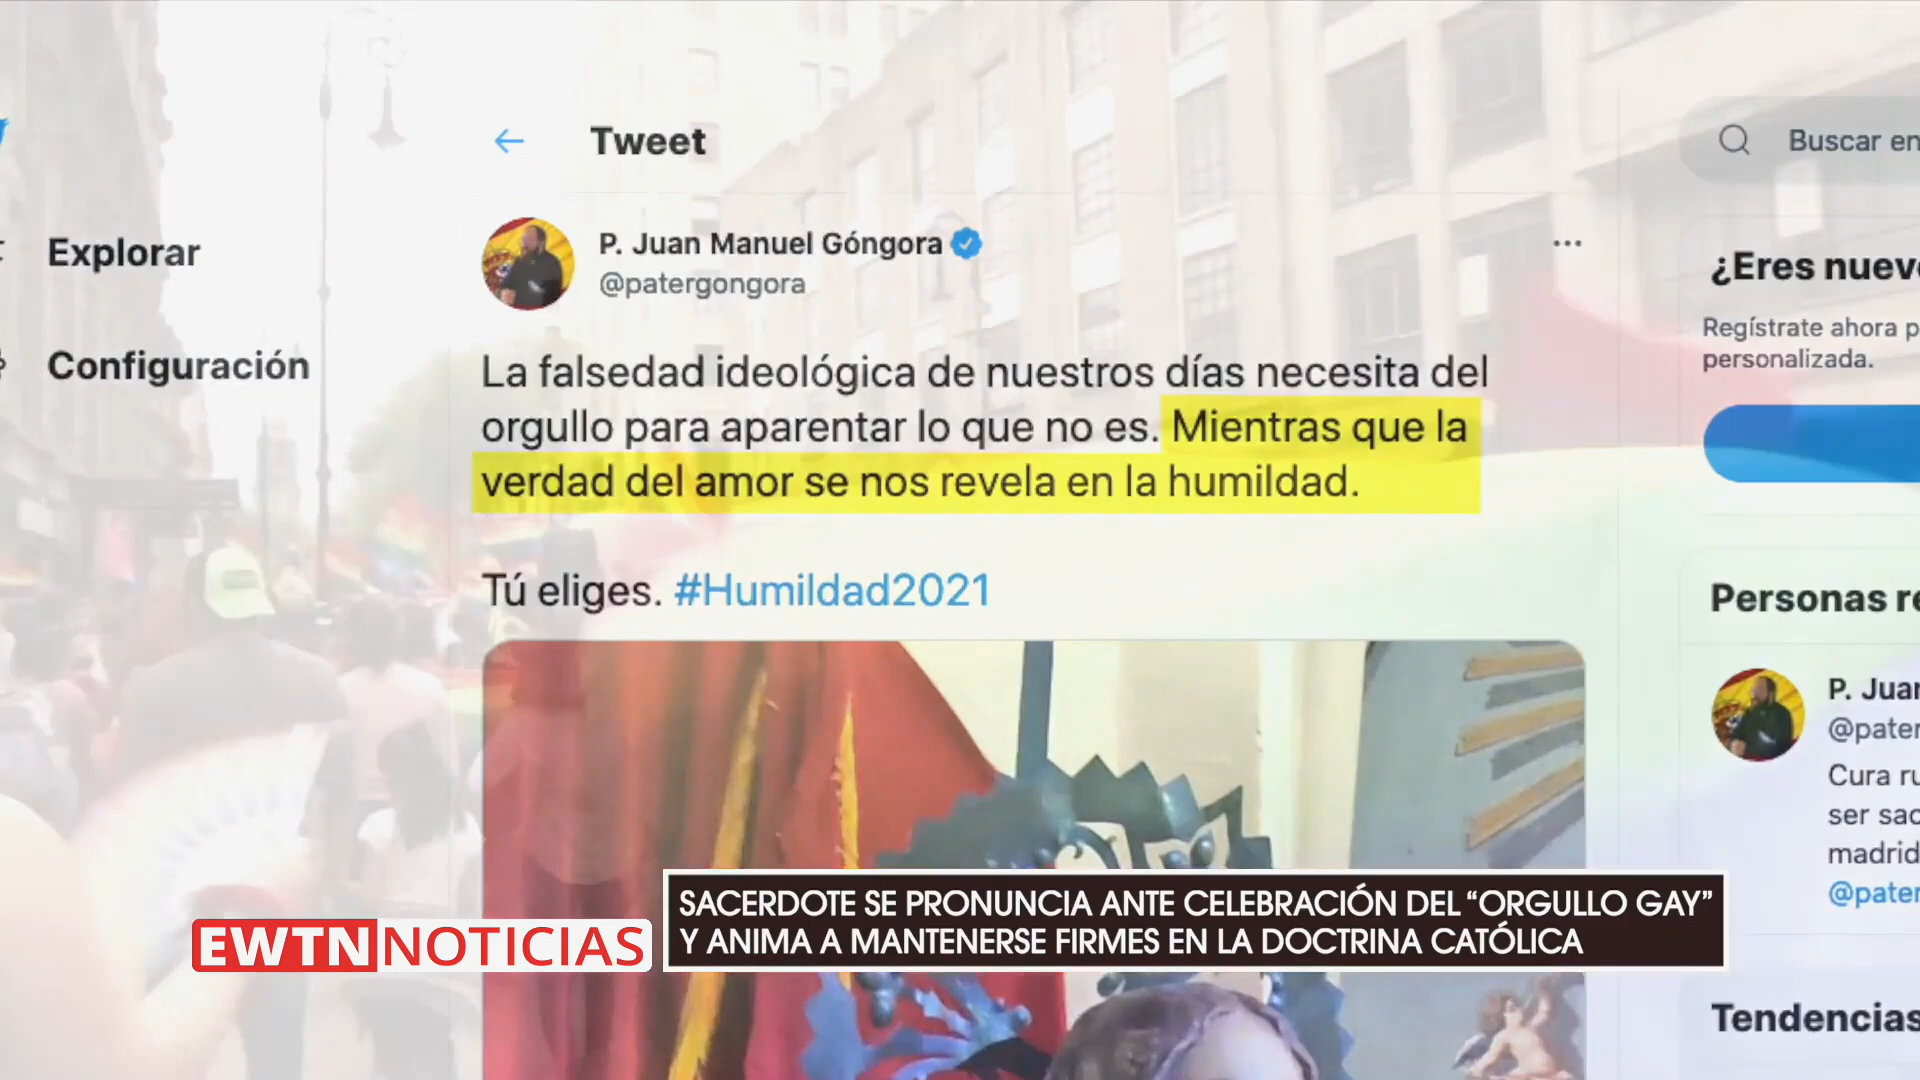 Tweet
Buscar en
Explorar
Configuración
P. Juan Manuel Góngora
@patergongora
La falsedad ideológica de nuestros días necesita del
orgullo para aparentar lo que no es. Mientras que la
verdad del amor se nos revela en la humildad.
Tú eliges. #Humildad2021
¿Eres nuevo
Regístrate ahora p
personalizada.
Personas re
P. Juan
@pater
Cura ru
ser sac
madrid
@pater
Tendencias
EWTN NOTICIAS
SACERDOTE SE PRONUNCIA ANTE CELEBRACIÓN DEL “ORGULLO GAY”
Y ANIMA A MANTENERSE FIRMES EN LA DOCTRINA CATÓLICA